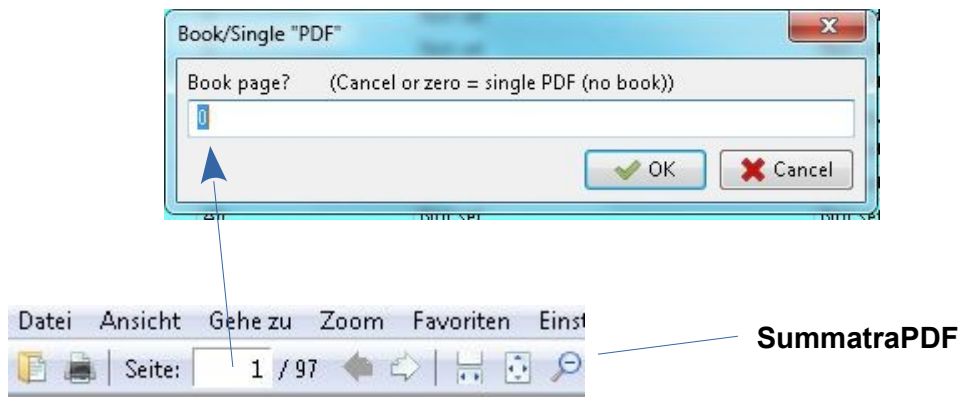 Book/Single "PDF"
Book page? (Cancel or zero = single PDF (no book))
0
OK Cancel
Datei Ansicht Gehe zu Zoom Favoriten Einst
Seite: 1 / 97
SummatraPDF